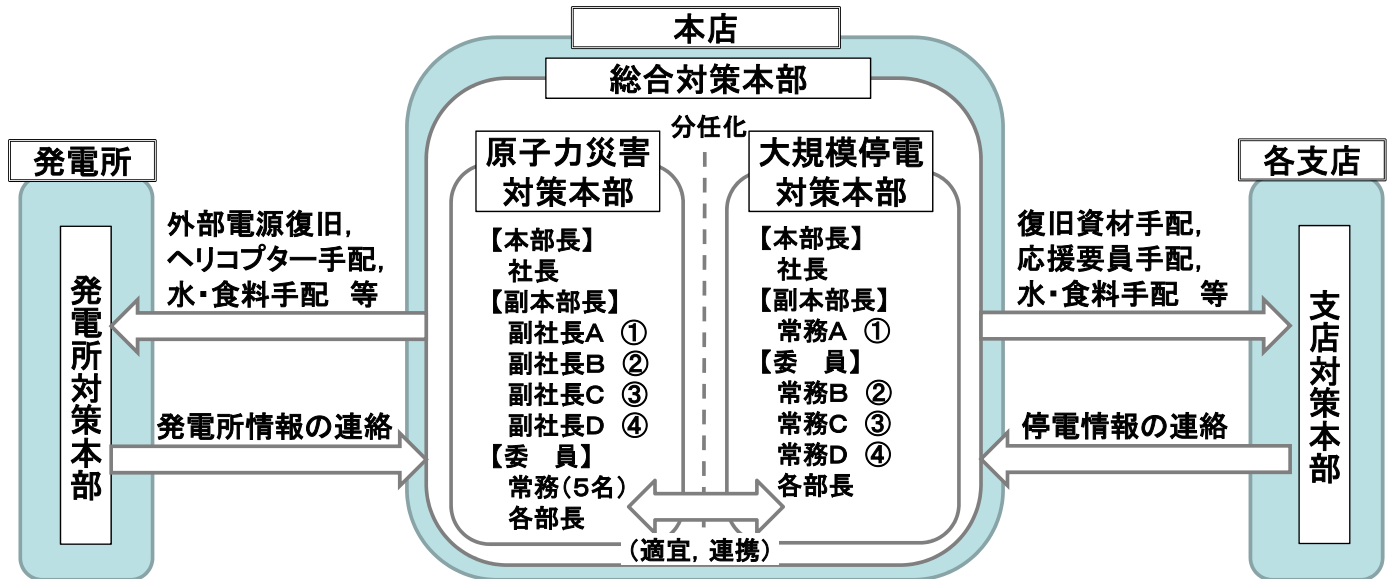 本店
総合対策本部
分任化
発電所
発電所対策本部
外部電源復旧,
ヘリコプター手配,
水・食料手配 等
発電所情報の連絡
原子力災害
対策本部
【本部長】
社長
【副本部長】
副社長A ①
副社長B ②
副社長C ③
副社長D ④
【委 員】
常務(5名)
各部長
大規模停電
対策本部
【本部長】
社長
【副本部長】
常務A ①
【委 員】
常務B ②
常務C ③
常務D ④
各部長
(適宜, 連携)
復旧資材手配,
応援要員手配,
水・食料手配 等
停電情報の連絡
各支店
支店対策本部